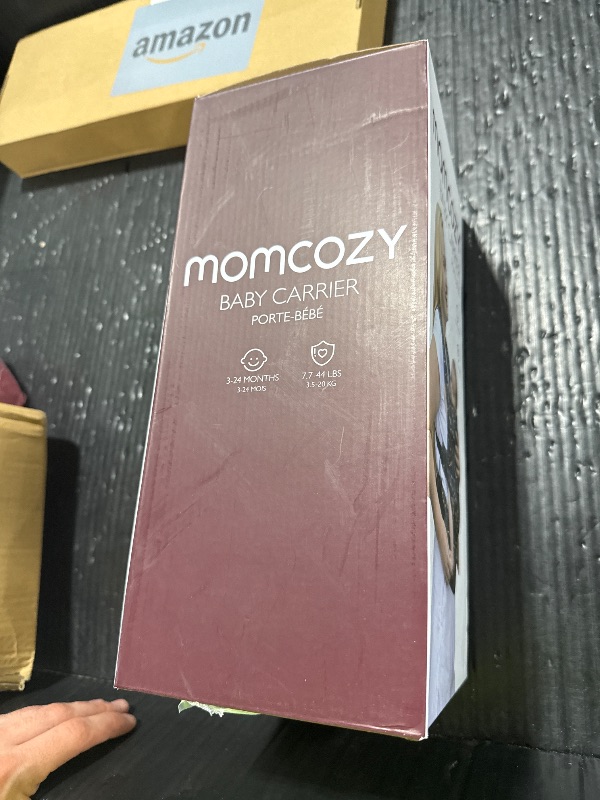 amazon
momcozy
BABY CARRIER
PORTE-BÉBÉ
3-24 MONTHS
3-24 MOIS
7.7-44 LBS
3.5-20 KG